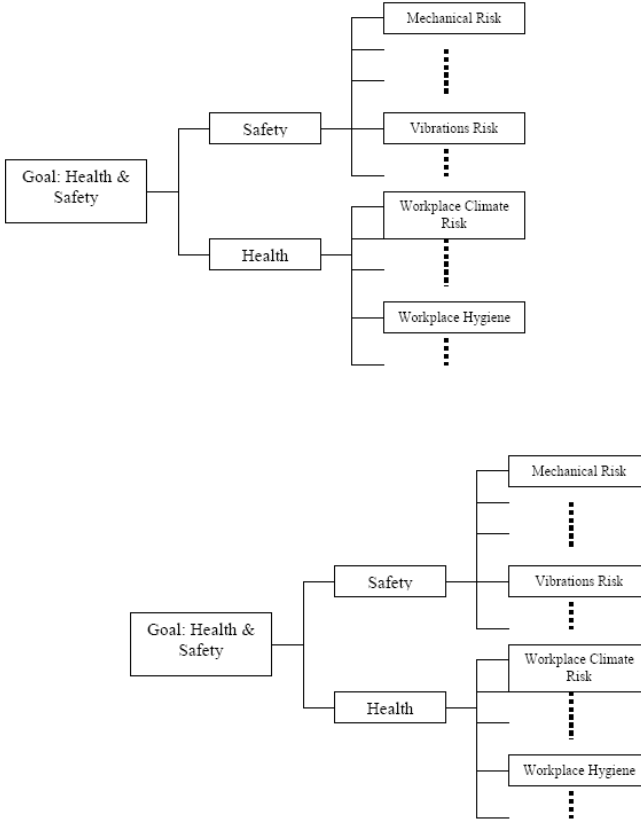 Mechanical Risk
Safety
Vibrations Risk
Goal: Health &
Safety
Workplace Climate
Risk
Health
Workplace Hygiene
Mechanical Risk
Safety
Vibrations Risk
Goal: Health &
Safety
Workplace Climate
Risk
Health
Workplace Hygiene